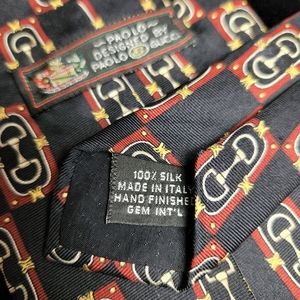 PAOLO
DESIGNED BY
PAOLO GUCCI
100% SILK
MADE IN ITALY
HAND FINISHED
GEM INT'L